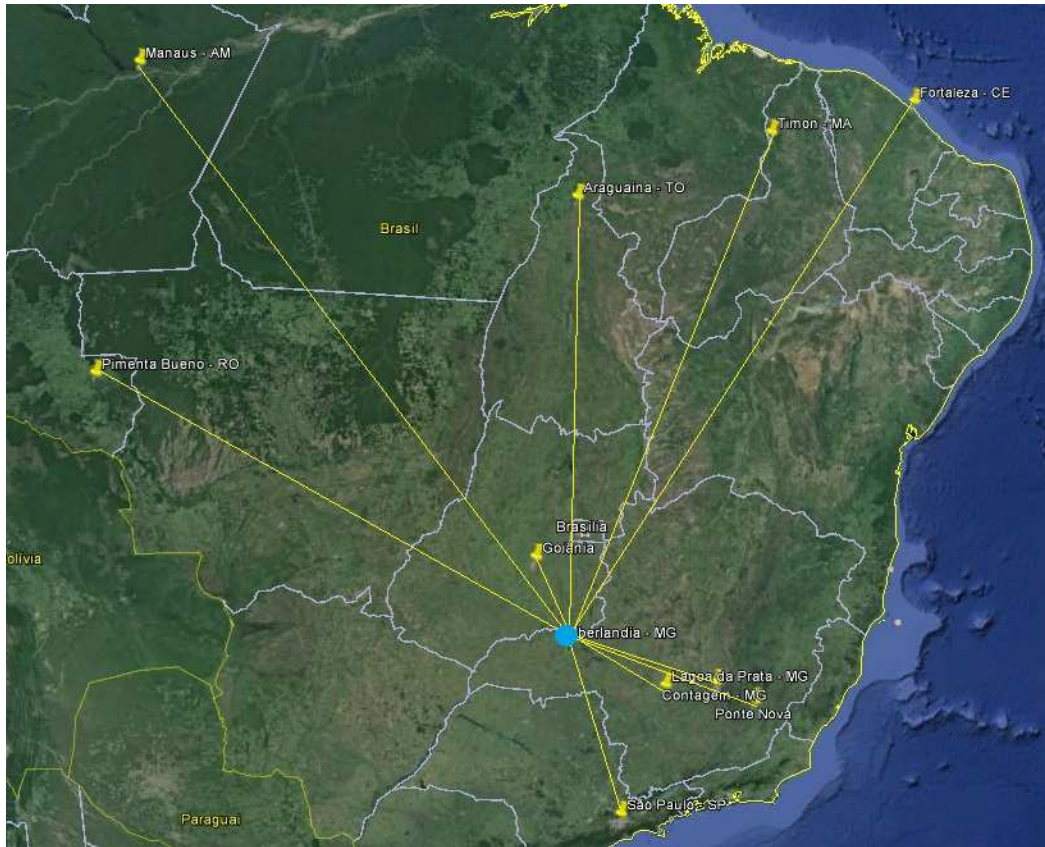 Manaus - AM
Fortaleza - CE
Timon - MA
Araguaina - TO
Brasil
Pimenta Bueno - RO
Brasília
Goiânia
olívia
berlandia - MG
Lagoa da Prata - MG
Contagem - MG
Ponte Nova
São Paulo - SP
Paraguai